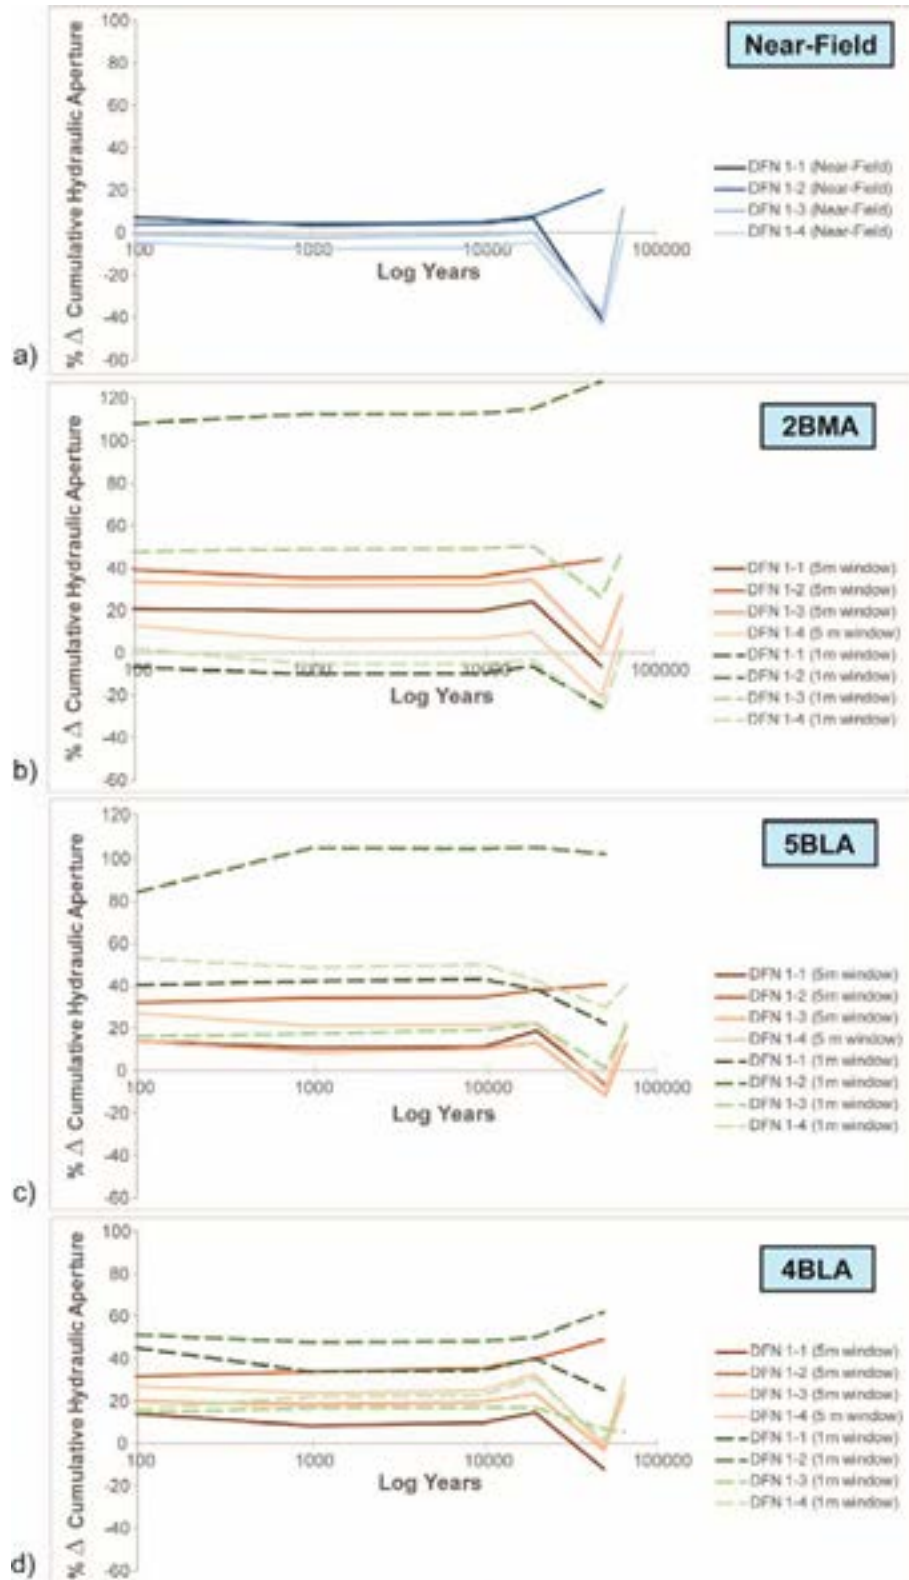 % Δ Cumulative Hydraulic Aperture
100
80
60
40
20
0
-20
-40
-60
100
1000
10000
100000
Log Years
Near-Field
DFN 1-1 (Near-Field)
DFN 1-2 (Near-Field)
DFN 1-3 (Near-Field)
DFN 1-4 (Near-Field)
a)
% Δ Cumulative Hydraulic Aperture
120
100
80
60
40
20
0
-20
-40
-60
100
1000
10000
100000
Log Years
2BMA
DFN 1-1 (5m window)
DFN 1-2 (5m window)
DFN 1-3 (5m window)
DFN 1-4 (5 m window)
DFN 1-1 (1m window)
DFN 1-2 (1m window)
DFN 1-3 (1m window)
DFN 1-4 (1m window)
b)
% Δ Cumulative Hydraulic Aperture
120
100
80
60
40
20
0
-20
-40
-60
100
1000
10000
100000
Log Years
5BLA
DFN 1-1 (5m window)
DFN 1-2 (5m window)
DFN 1-3 (5m window)
DFN 1-4 (5 m window)
DFN 1-1 (1m window)
DFN 1-2 (1m window)
DFN 1-3 (1m window)
DFN 1-4 (1m window)
c)
% Δ Cumulative Hydraulic Aperture
100
80
60
40
20
0
-20
-40
-60
100
1000
10000
100000
Log Years
4BLA
DFN 1-1 (5m window)
DFN 1-2 (5m window)
DFN 1-3 (5m window)
DFN 1-4 (5 m window)
DFN 1-1 (1m window)
DFN 1-2 (1m window)
DFN 1-3 (1m window)
DFN 1-4 (1m window)
d)